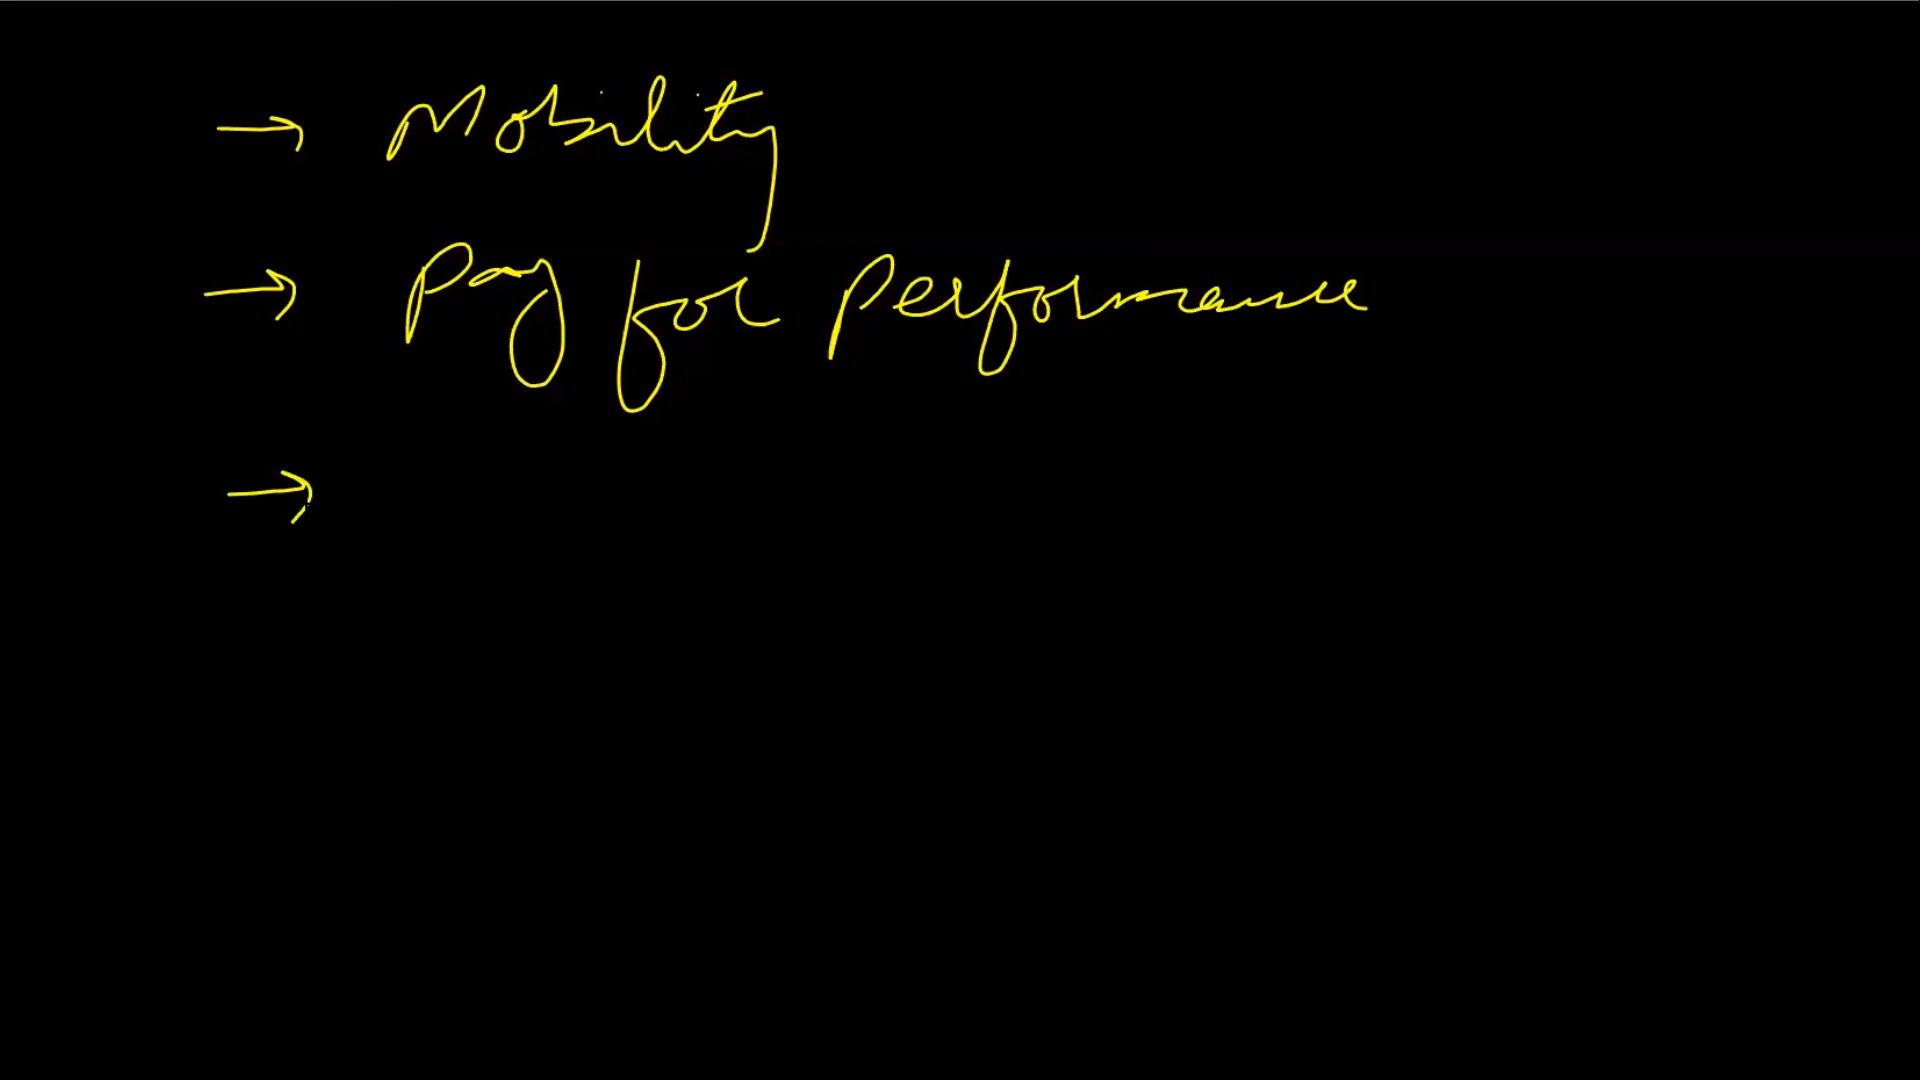 → Mobility
→ Pay for Performance
→